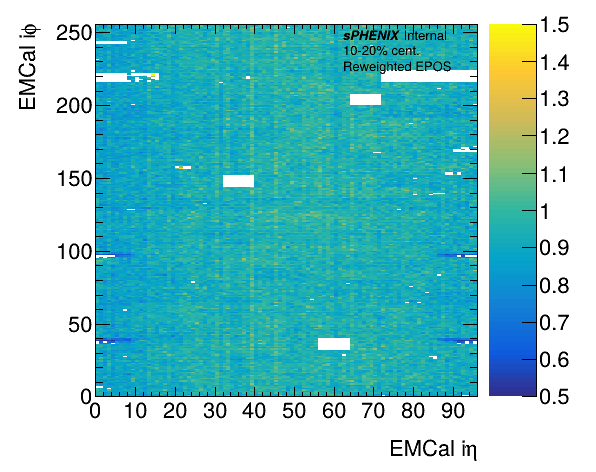 EMCal iφ
250
200
150
100
50
0
sPHENIX Internal
10-20% cent.
Reweighted EPOS
0 10 20 30 40 50 60 70 80 90
EMCal iη
1.5
1.4
1.3
1.2
1.1
1
0.9
0.8
0.7
0.6
0.5